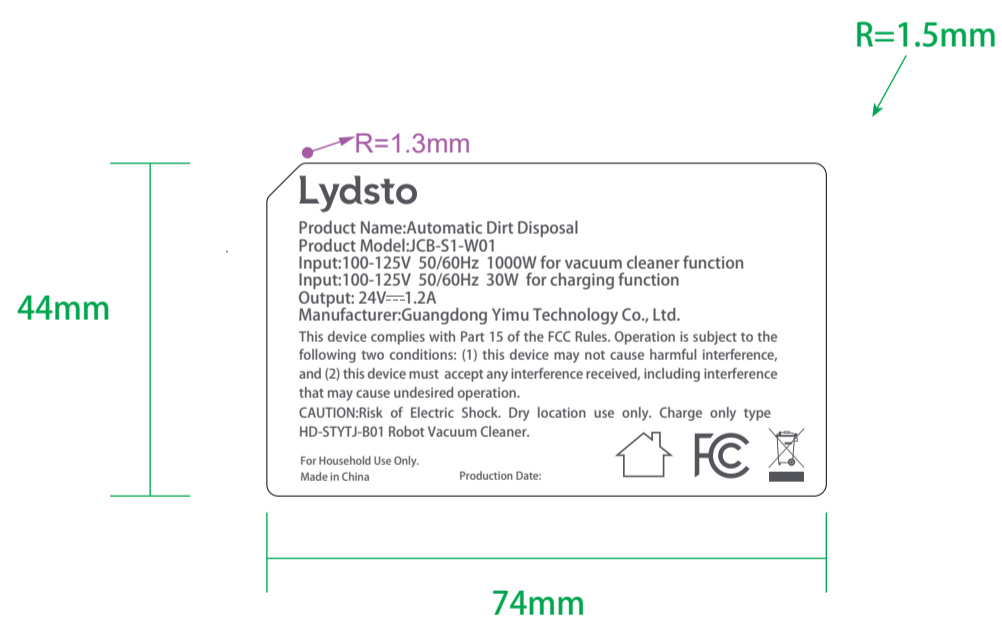 R=1.5mm
R=1.3mm
Lydsto
Product Name:Automatic Dirt Disposal
Product Model:JCB-S1-W01
Input:100-125V 50/60Hz 1000W for vacuum cleaner function
Input:100-125V 50/60Hz 30W for charging function
Output: 24V⎓1.2A
Manufacturer:Guangdong Yimu Technology Co., Ltd.
This device complies with Part 15 of the FCC Rules. Operation is subject to the
following two conditions: (1) this device may not cause harmful interference,
and (2) this device must accept any interference received, including interference
that may cause undesired operation.
CAUTION:Risk of Electric Shock. Dry location use only. Charge only type
HD-STYTJ-B01 Robot Vacuum Cleaner.
For Household Use Only.
Made in China
Production Date:
FC
44mm
74mm